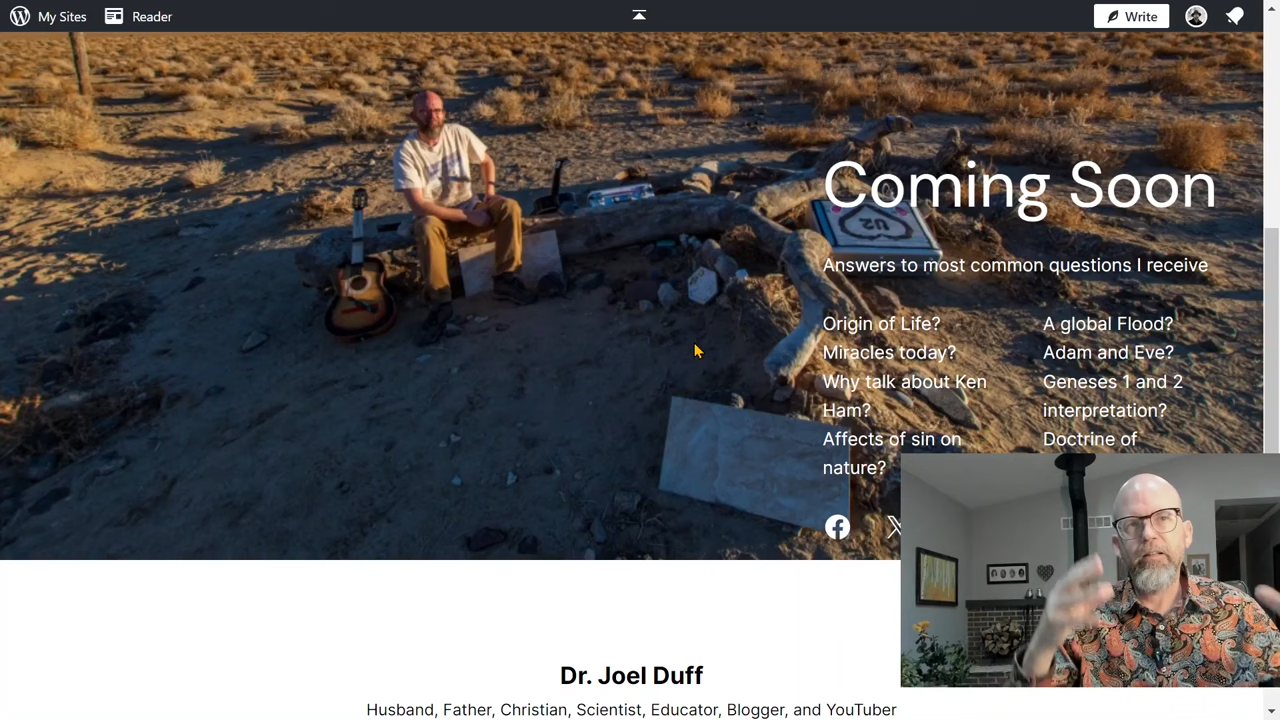 My Sites
Reader
Write
Coming Soon
U2
Answers to most common questions I receive
Origin of Life?
Miracles today?
Why talk about Ken
Ham?
Affects of sin on
nature?
A global Flood?
Adam and Eve?
Geneses 1 and 2
interpretation?
Doctrine of
Dr. Joel Duff
Husband, Father, Christian, Scientist, Educator, Blogger, and YouTuber